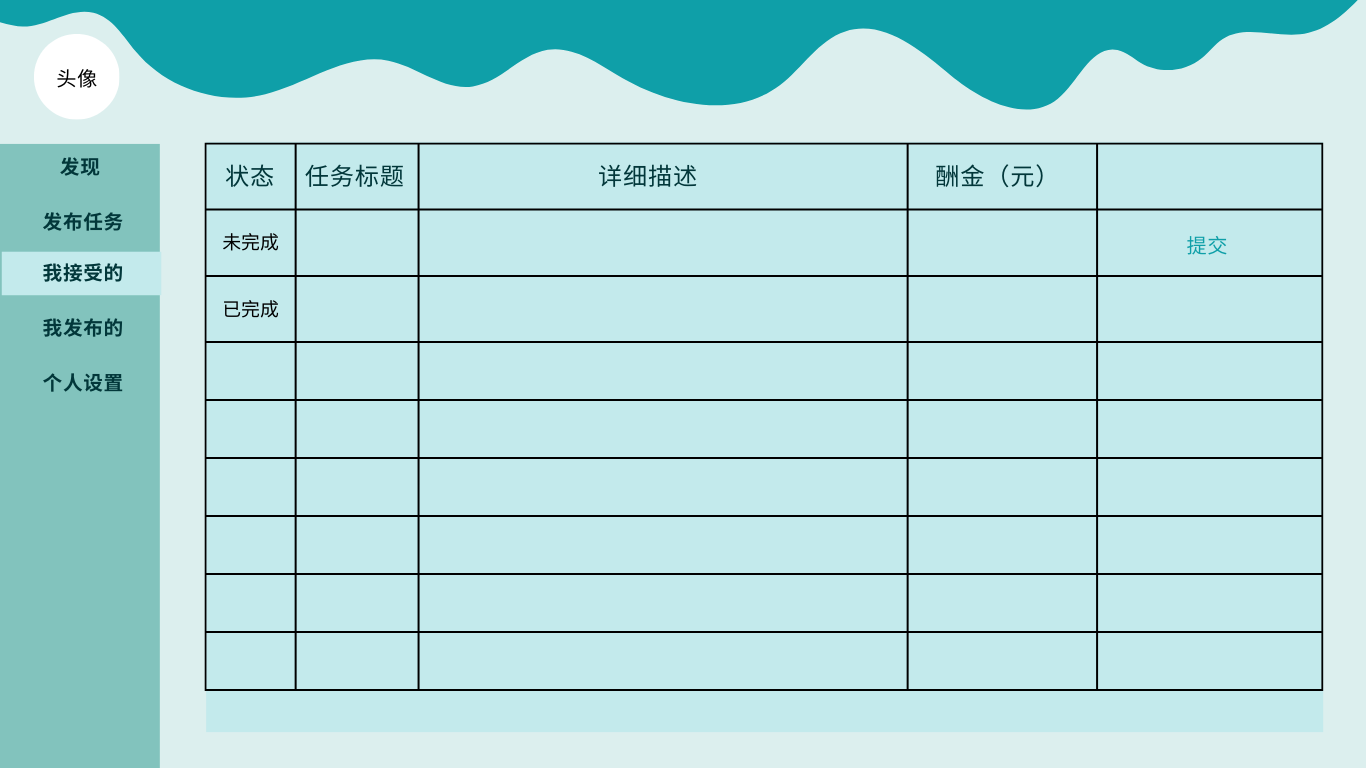 头像
发现
发布任务
我接受的
我发布的
个人设置
状态 任务标题 详细描述 酬金（元）
未完成 提交
已完成